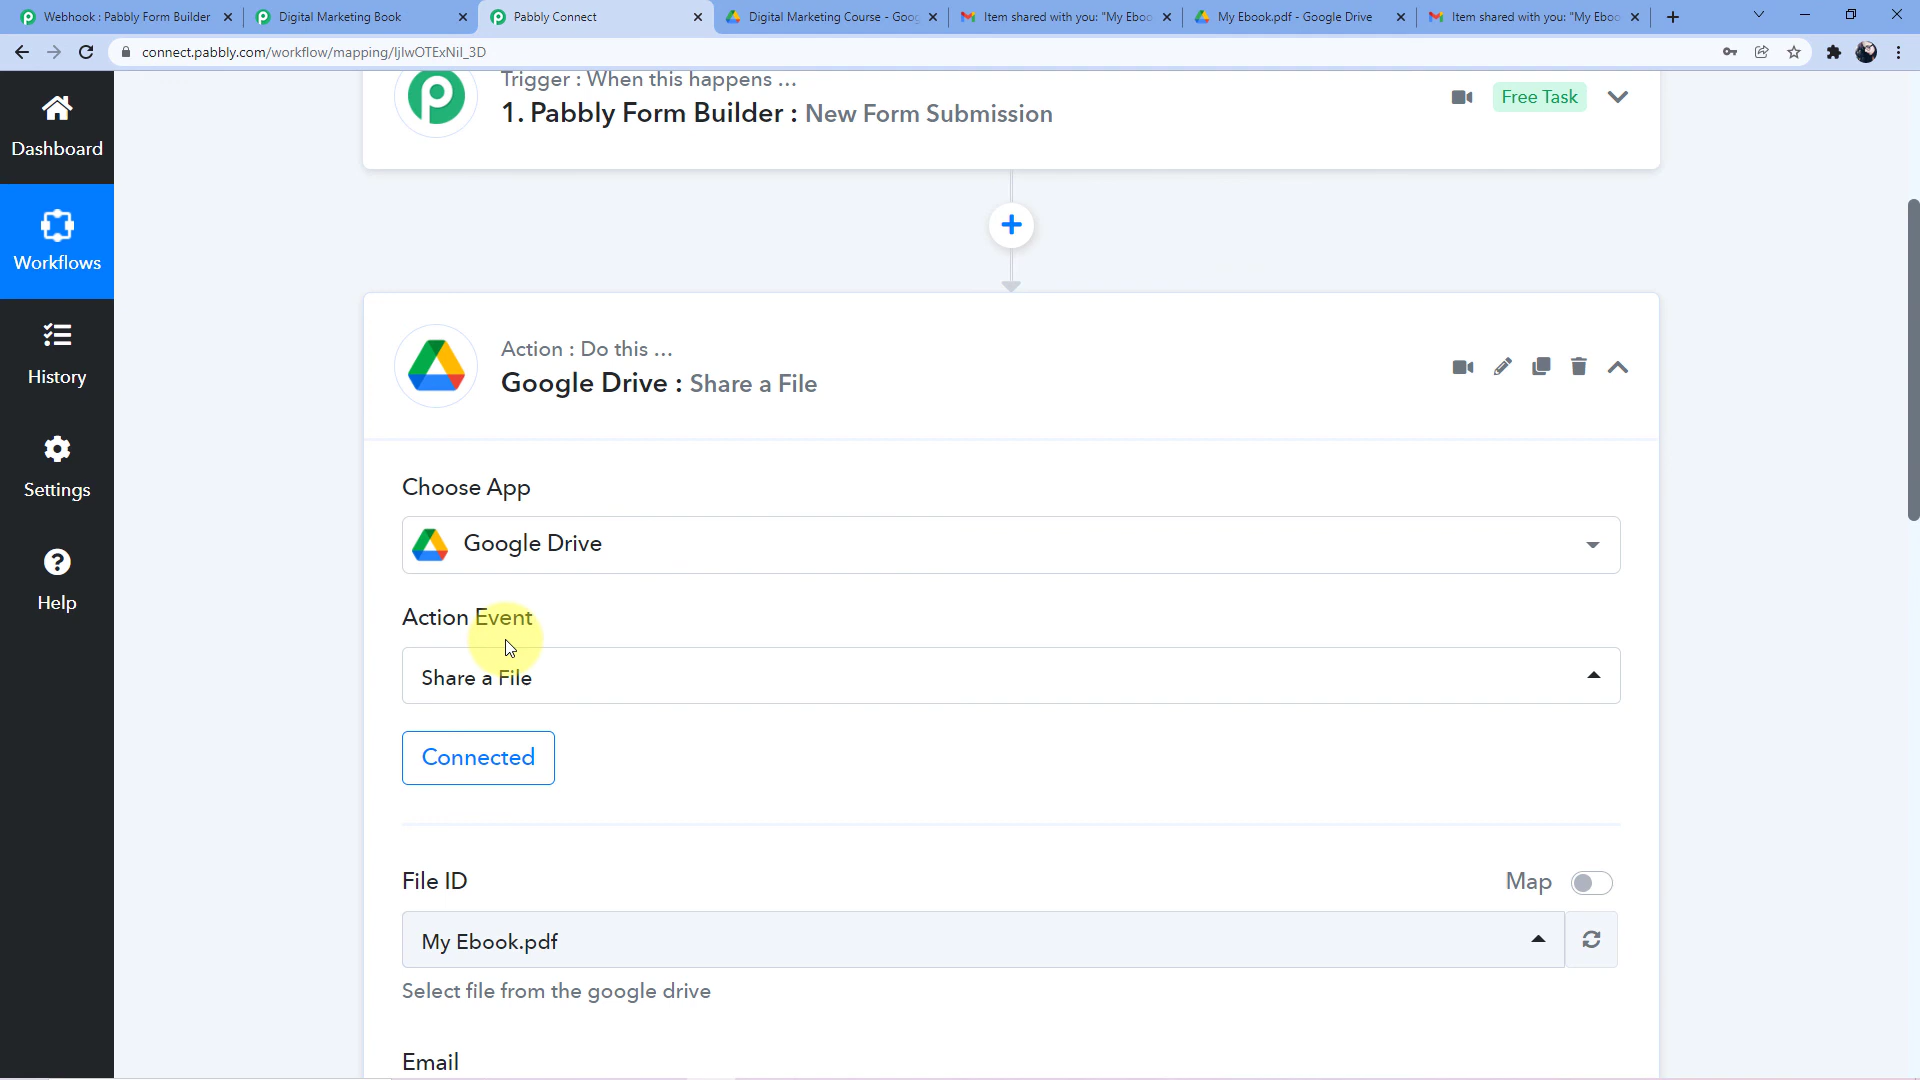 Webhook : Pabbly Form Builder
Digital Marketing Book
Pabbly Connect
Digital Marketing Course - Goog
Item shared with you: "My Eboo
My Ebook.pdf - Google Drive
Item shared with you: "My Eboo
connect.pabbly.com/workflow/mapping/IjIwOTExNiI_3D
Dashboard
Workflows
History
Settings
Help
Trigger : When this happens ...
1. Pabbly Form Builder : New Form Submission
Free Task
Action : Do this ...
Google Drive : Share a File
Choose App
Google Drive
Action Event
Share a File
Connected
File ID
Map
My Ebook.pdf
Select file from the google drive
Email